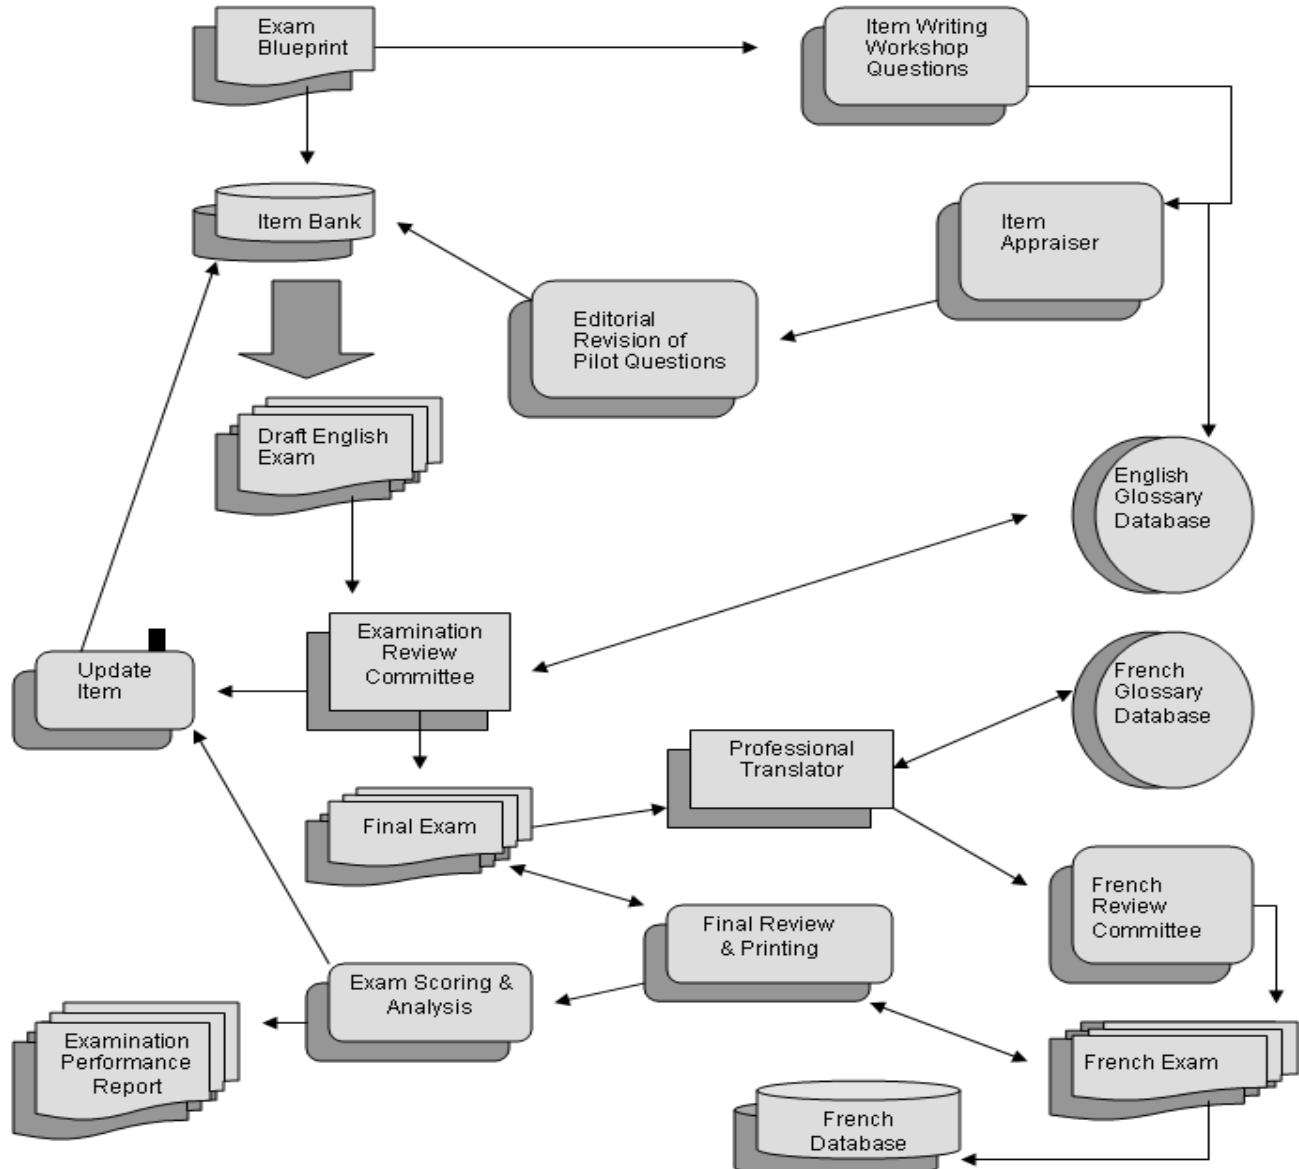 Exam
Blueprint
Item Writing
Workshop
Questions
Item Bank
Item
Appraiser
Editorial
Revision of
Pilot Questions
Draft English
Exam
English
Glossary
Database
Examination
Review
Committee
Update
Item
French
Glossary
Database
Professional
Translator
Final Exam
French
Review
Committee
Final Review
& Printing
Exam Scoring &
Analysis
Examination
Performance
Report
French Exam
French
Database